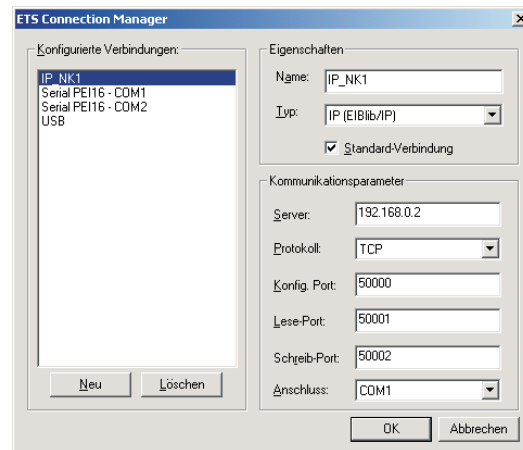 ETS Connection Manager
Konfigurierte Verbindungen:
IP_NK1
Serial PEI16 - COM1
Serial PEI16 - COM2
USB
Neu
Löschen
Eigenschaften
Name: IP_NK1
Typ: IP (EIBlib/IP)
Standard-Verbindung
Kommunikationsparameter
Server: 192.168.0.2
Protokoll: TCP
Konfig. Port: 50000
Lese-Port: 50001
Schreib-Port: 50002
Anschluss: COM1
OK
Abbrechen